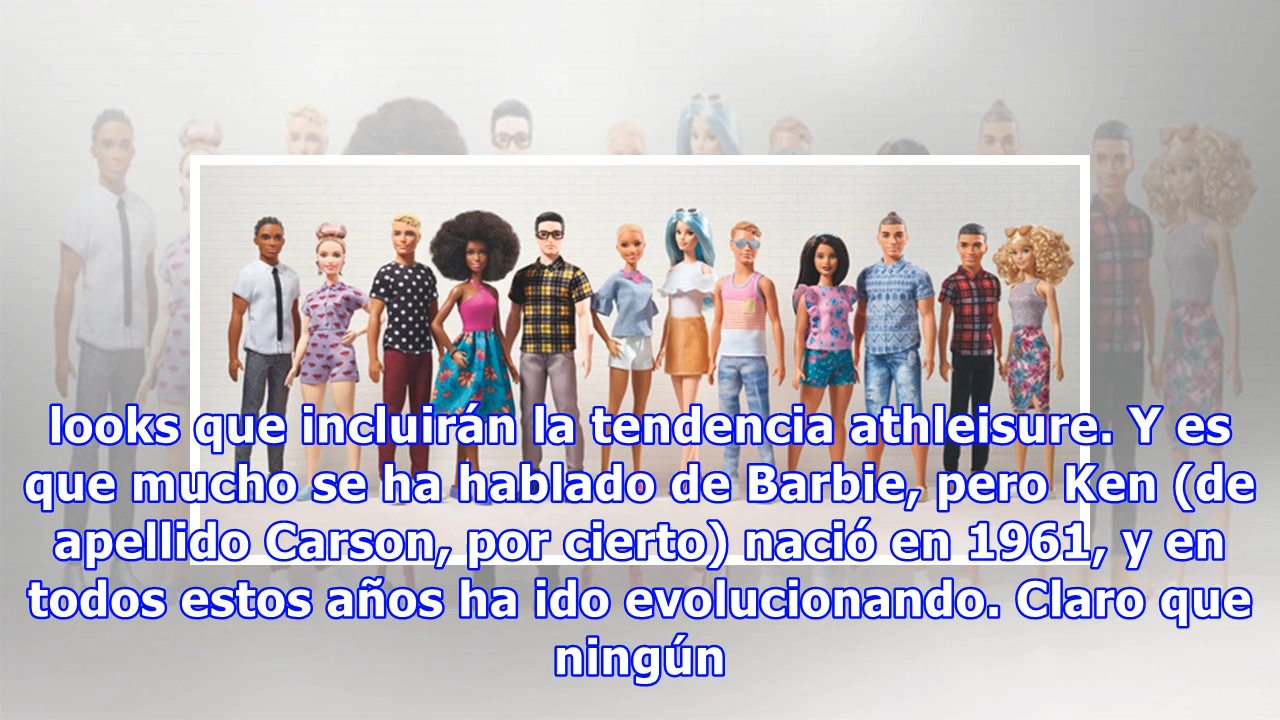 looks que incluirán la tendencia athleisure. Y es
que mucho se ha hablado de Barbie, pero Ken (de
apellido Carson, por cierto) nació en 1961, y en
todos estos años ha ido evolucionando. Claro que
ningún